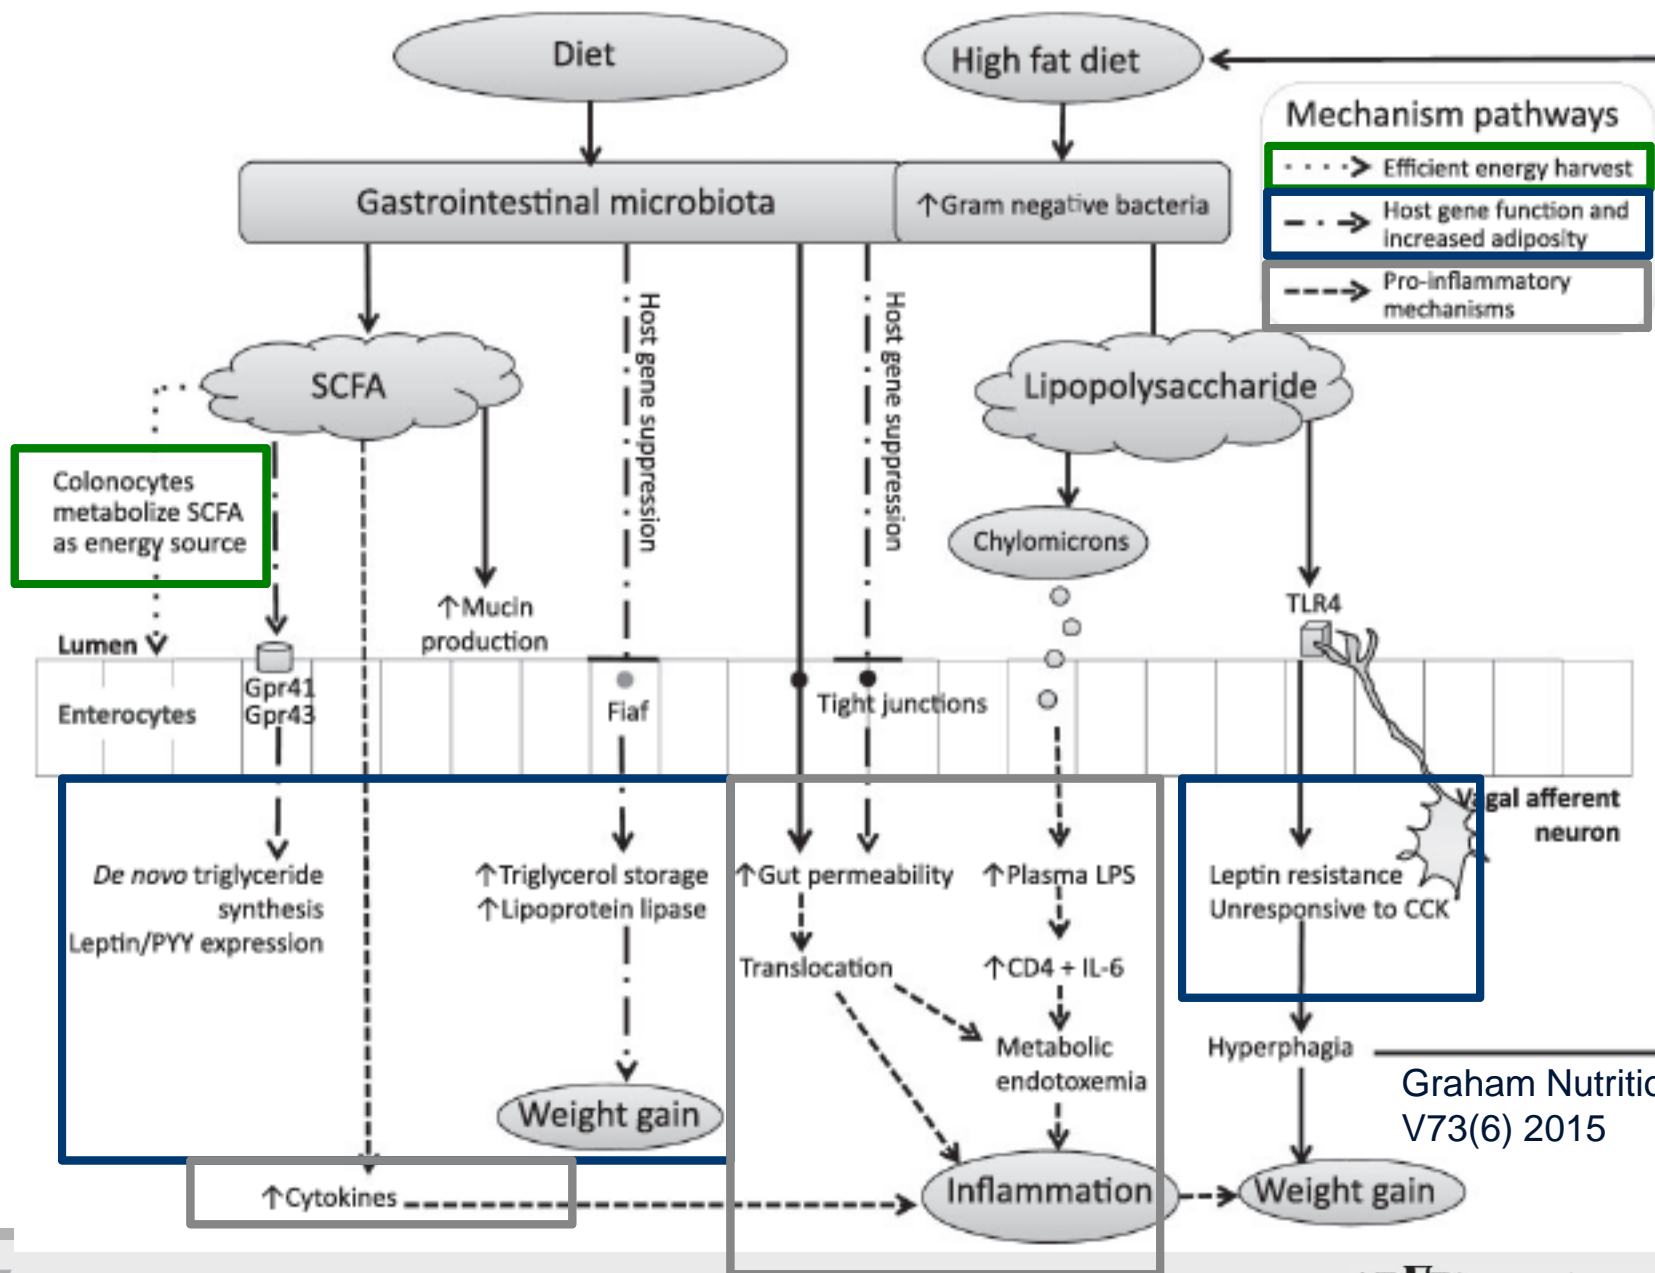 Diet
High fat diet
Mechanism pathways
Efficient energy harvest
Host gene function and
increased adiposity
Pro-inflammatory
mechanisms
Gastrointestinal microbiota
↑Gram negative bacteria
Host gene suppression
Host gene suppression
SCFA
Lipopolysaccharide
Colonocytes
metabolize SCFA
as energy source
Chylomicrons
↑Mucin
production
TLR4
Lumen
Gpr41
Gpr43
Enterocytes
Fiaf
Tight junctions
Vagal afferent
neuron
De novo triglyceride
synthesis
Leptin/PYY expression
↑Triglycerol storage
↑Lipoprotein lipase
↑Gut permeability
↑Plasma LPS
Leptin resistance
Unresponsive to CCK
Translocation
↑CD4 + IL-6
Metabolic
endotoxemia
Hyperphagia
Graham Nutritio
V73(6) 2015
Weight gain
↑Cytokines
Inflammation
Weight gain